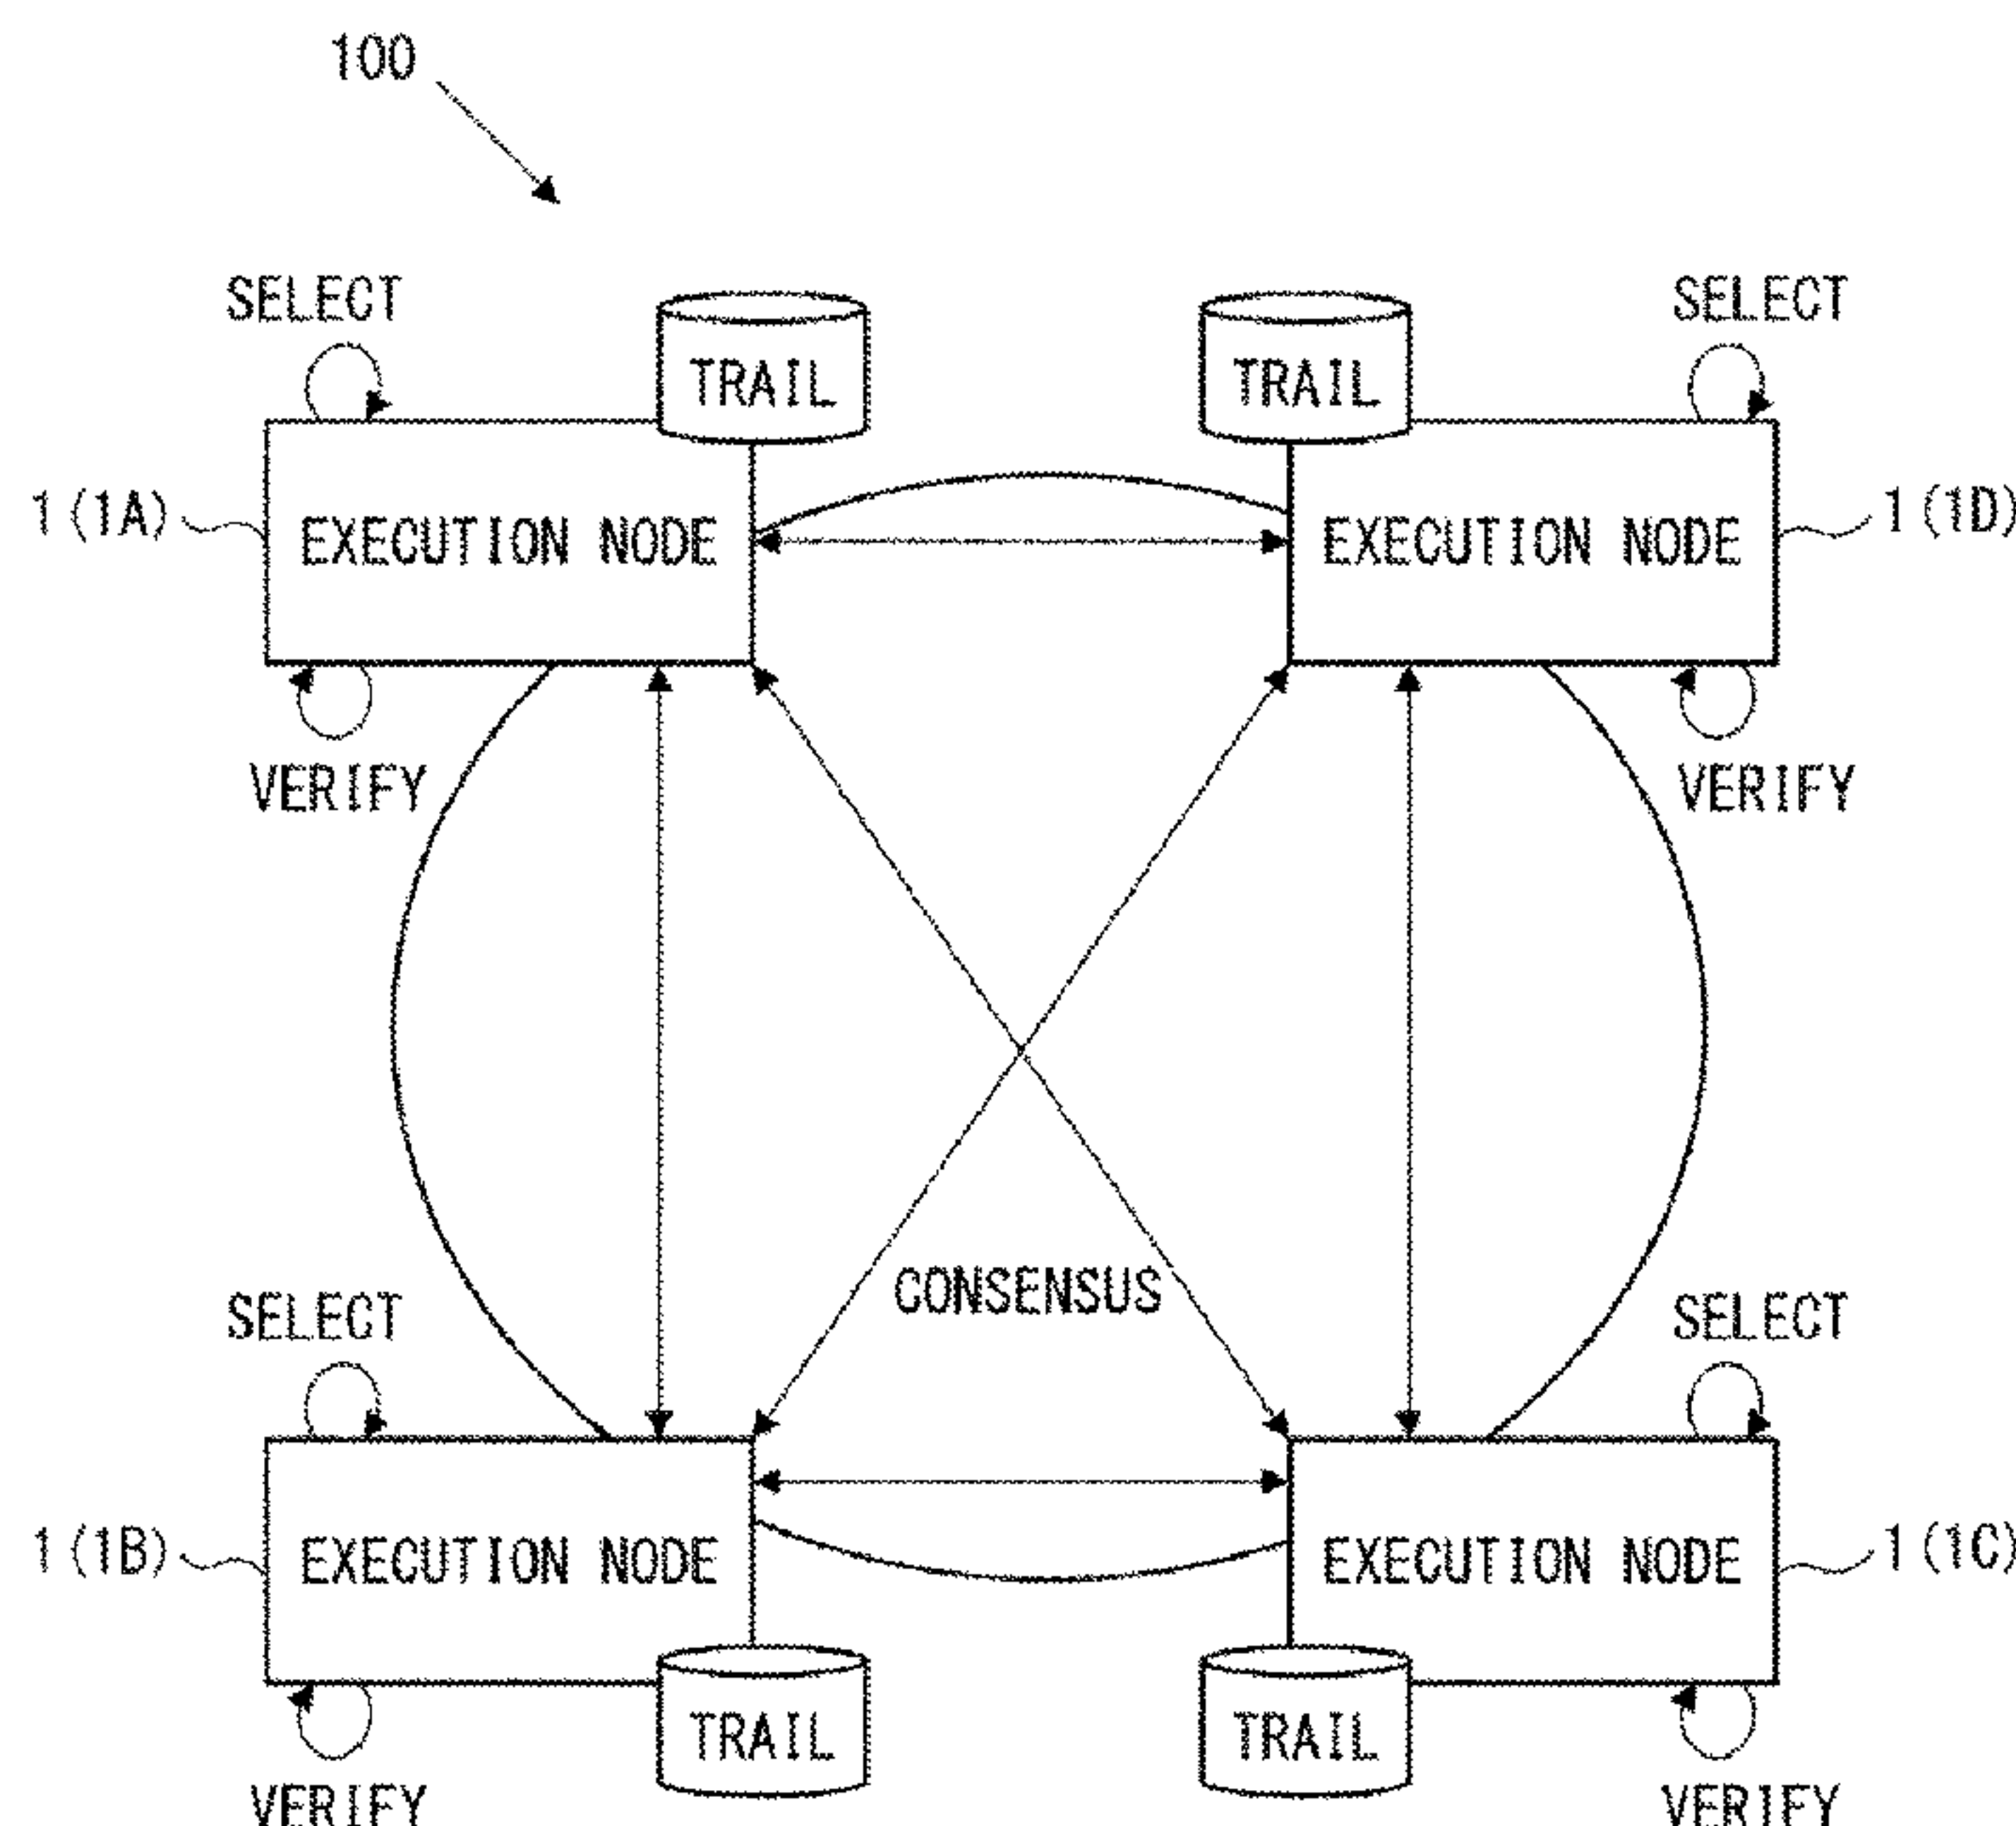 100
SELECT
SELECT
TRAIL
TRAIL
1(1A)
EXECUTION NODE
EXECUTION NODE
1(1D)
VERIFY
VERIFY
CONSENSUS
SELECT
SELECT
1(1B)
EXECUTION NODE
EXECUTION NODE
1(1C)
TRAIL
TRAIL
VERIFY
VERIFY